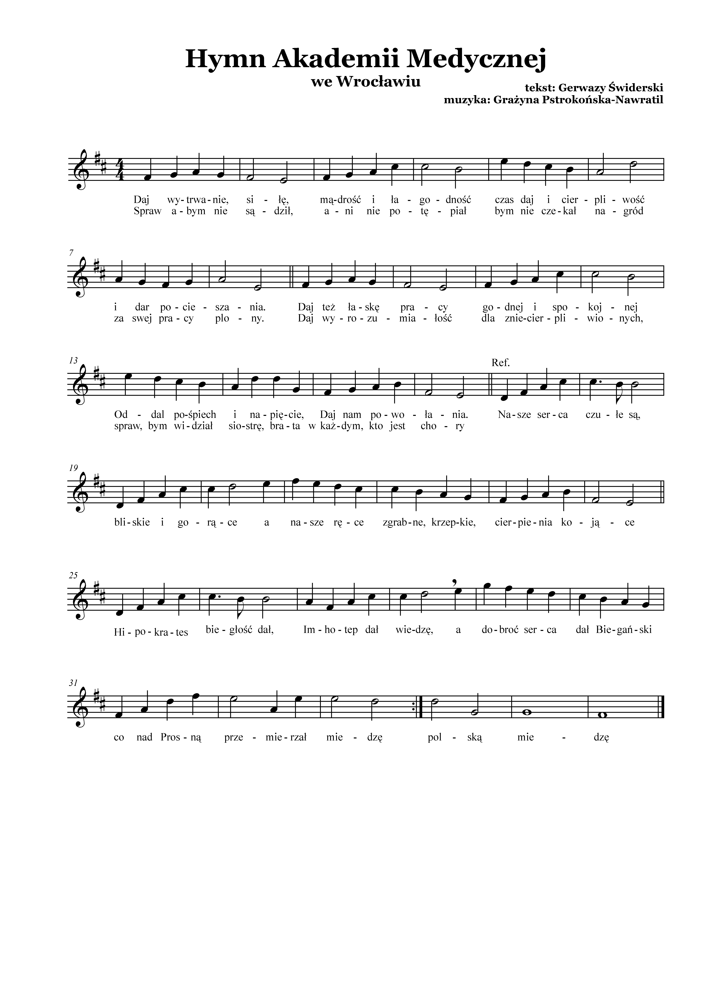 Hymn Akademii Medycznej
we Wrocławiu
tekst: Gerwazy Świderski
muzyka: Grażyna Pstrokońska-Nawratil
4
4
Daj wy-trwa-nie, si - łę, mą-drość i ła - go - dność czas daj i cier - pli - wość
Spraw a - bym nie są - dził, a - ni nie po - tę - piał bym nie cze - kał na - gród
7
i dar po - cie - sza - nia. Daj też ła - skę pra - cy go - dnej i spo - koj - nej
za swej pra - cy plo - ny. Daj wy - ro - zu - mia - łość dla znie-cier - pli - wio - nych,
13
Ref.
Od - dal po-śpiech i na - pię-cie, Daj nam po - wo - ła - nia. Na - sze ser - ca czu - łe są,
spraw, bym wi - dział sio-strę, bra - ta w każ-dym, kto jest cho - ry
19
bli - skie i go - rą - ce a na - sze rę - ce zgrab-ne, krzep-kie, cier - pie - nia ko - ją - ce
25
Hi - po - kra - tes bie - głość dał, Im - ho - tep dał wie-dzę, a do - broć ser - ca dał Bie - gań - ski
31
co nad Pros - ną prze - mie - rzał mie - dzę pol - ską mie - dzę